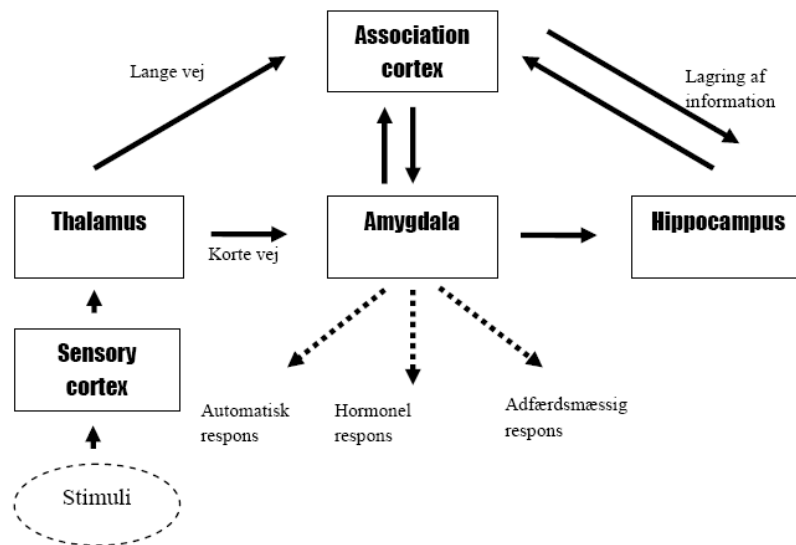 Association
cortex
Lange vej
Lagring af
information
Thalamus
Amygdala
Hippocampus
Korte vej
Sensory
cortex
Automatisk
respons
Hormonel
respons
Adfærdsmæssig
respons
Stimuli